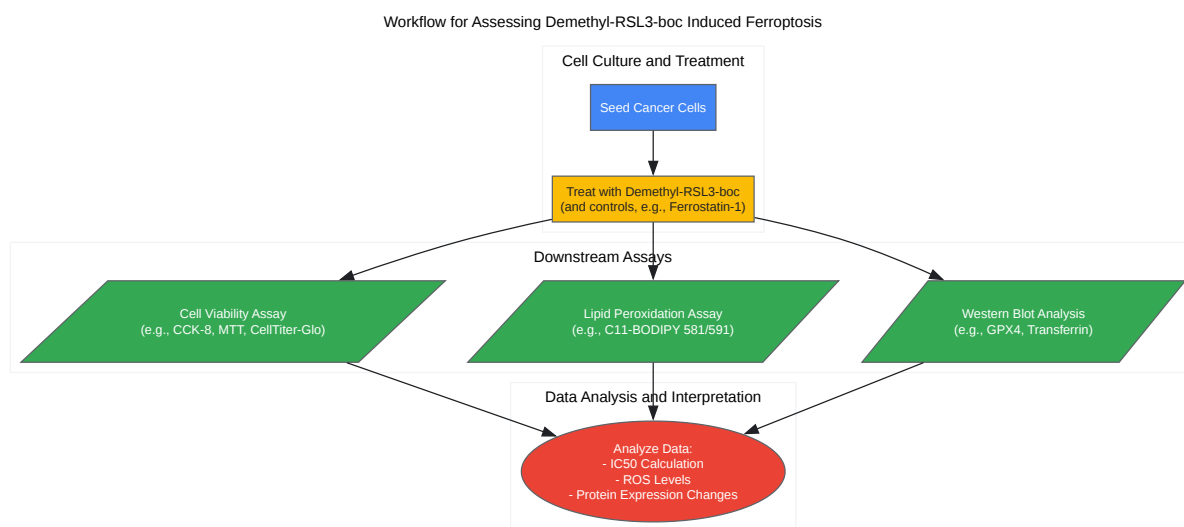 Workflow for Assessing Demethyl-RSL3-boc Induced Ferroptosis
Cell Culture and Treatment
Seed Cancer Cells
Treat with Demethyl-RSL3-boc
(and controls, e.g., Ferrostatin-1)
Downstream Assays
Cell Viability Assay
(e.g., CCK-8, MTT, CellTiter-Glo)
Lipid Peroxidation Assay
(e.g., C11-BODIPY 581/591)
Western Blot Analysis
(e.g., GPX4, Transferrin)
Data Analysis and Interpretation
Analyze Data:
- IC50 Calculation
- ROS Levels
- Protein Expression Changes